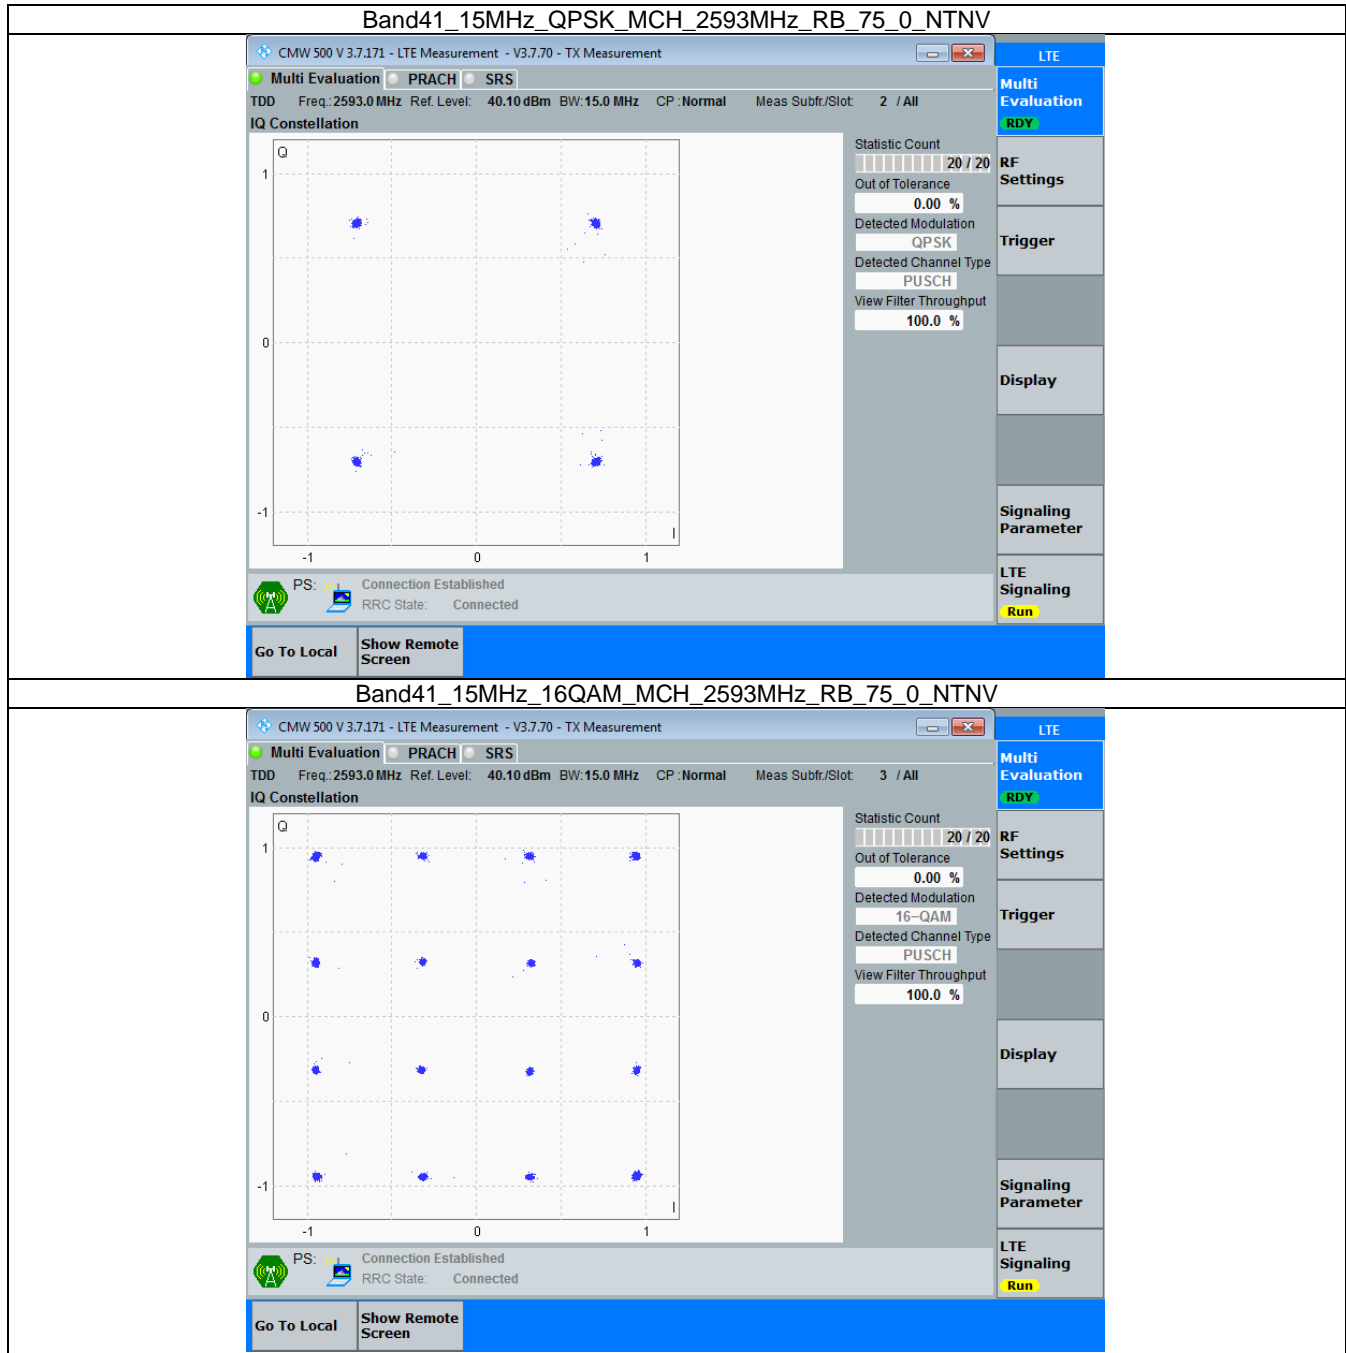 Band41_15MHz_QPSK_MCH_2593MHz_RB_75_0_NTNV
CMW 500 V 3.7.171 - LTE Measurement - V3.7.70 - TX Measurement
LTE
Multi Evaluation PRACH SRS
Multi
Evaluation
RDY
TDD Freq.: 2593.0 MHz Ref. Level: 40.10 dBm BW: 15.0 MHz CP : Normal Meas Subfr./Slot: 2 / All
IQ Constellation
Q
1
0
-1
-1 0 1
I
Statistic Count
20 / 20
Out of Tolerance
0.00 %
Detected Modulation
QPSK
Detected Channel Type
PUSCH
View Filter Throughput
100.0 %
RF
Settings
Trigger
Display
Signaling
Parameter
LTE
Signaling
Run
PS: Connection Established
RRC State: Connected
Go To Local
Show Remote
Screen
Band41_15MHz_16QAM_MCH_2593MHz_RB_75_0_NTNV
CMW 500 V 3.7.171 - LTE Measurement - V3.7.70 - TX Measurement
LTE
Multi Evaluation PRACH SRS
Multi
Evaluation
RDY
TDD Freq.: 2593.0 MHz Ref. Level: 40.10 dBm BW: 15.0 MHz CP : Normal Meas Subfr./Slot: 3 / All
IQ Constellation
Q
1
0
-1
-1 0 1
I
Statistic Count
20 / 20
Out of Tolerance
0.00 %
Detected Modulation
16-QAM
Detected Channel Type
PUSCH
View Filter Throughput
100.0 %
RF
Settings
Trigger
Display
Signaling
Parameter
LTE
Signaling
Run
PS: Connection Established
RRC State: Connected
Go To Local
Show Remote
Screen